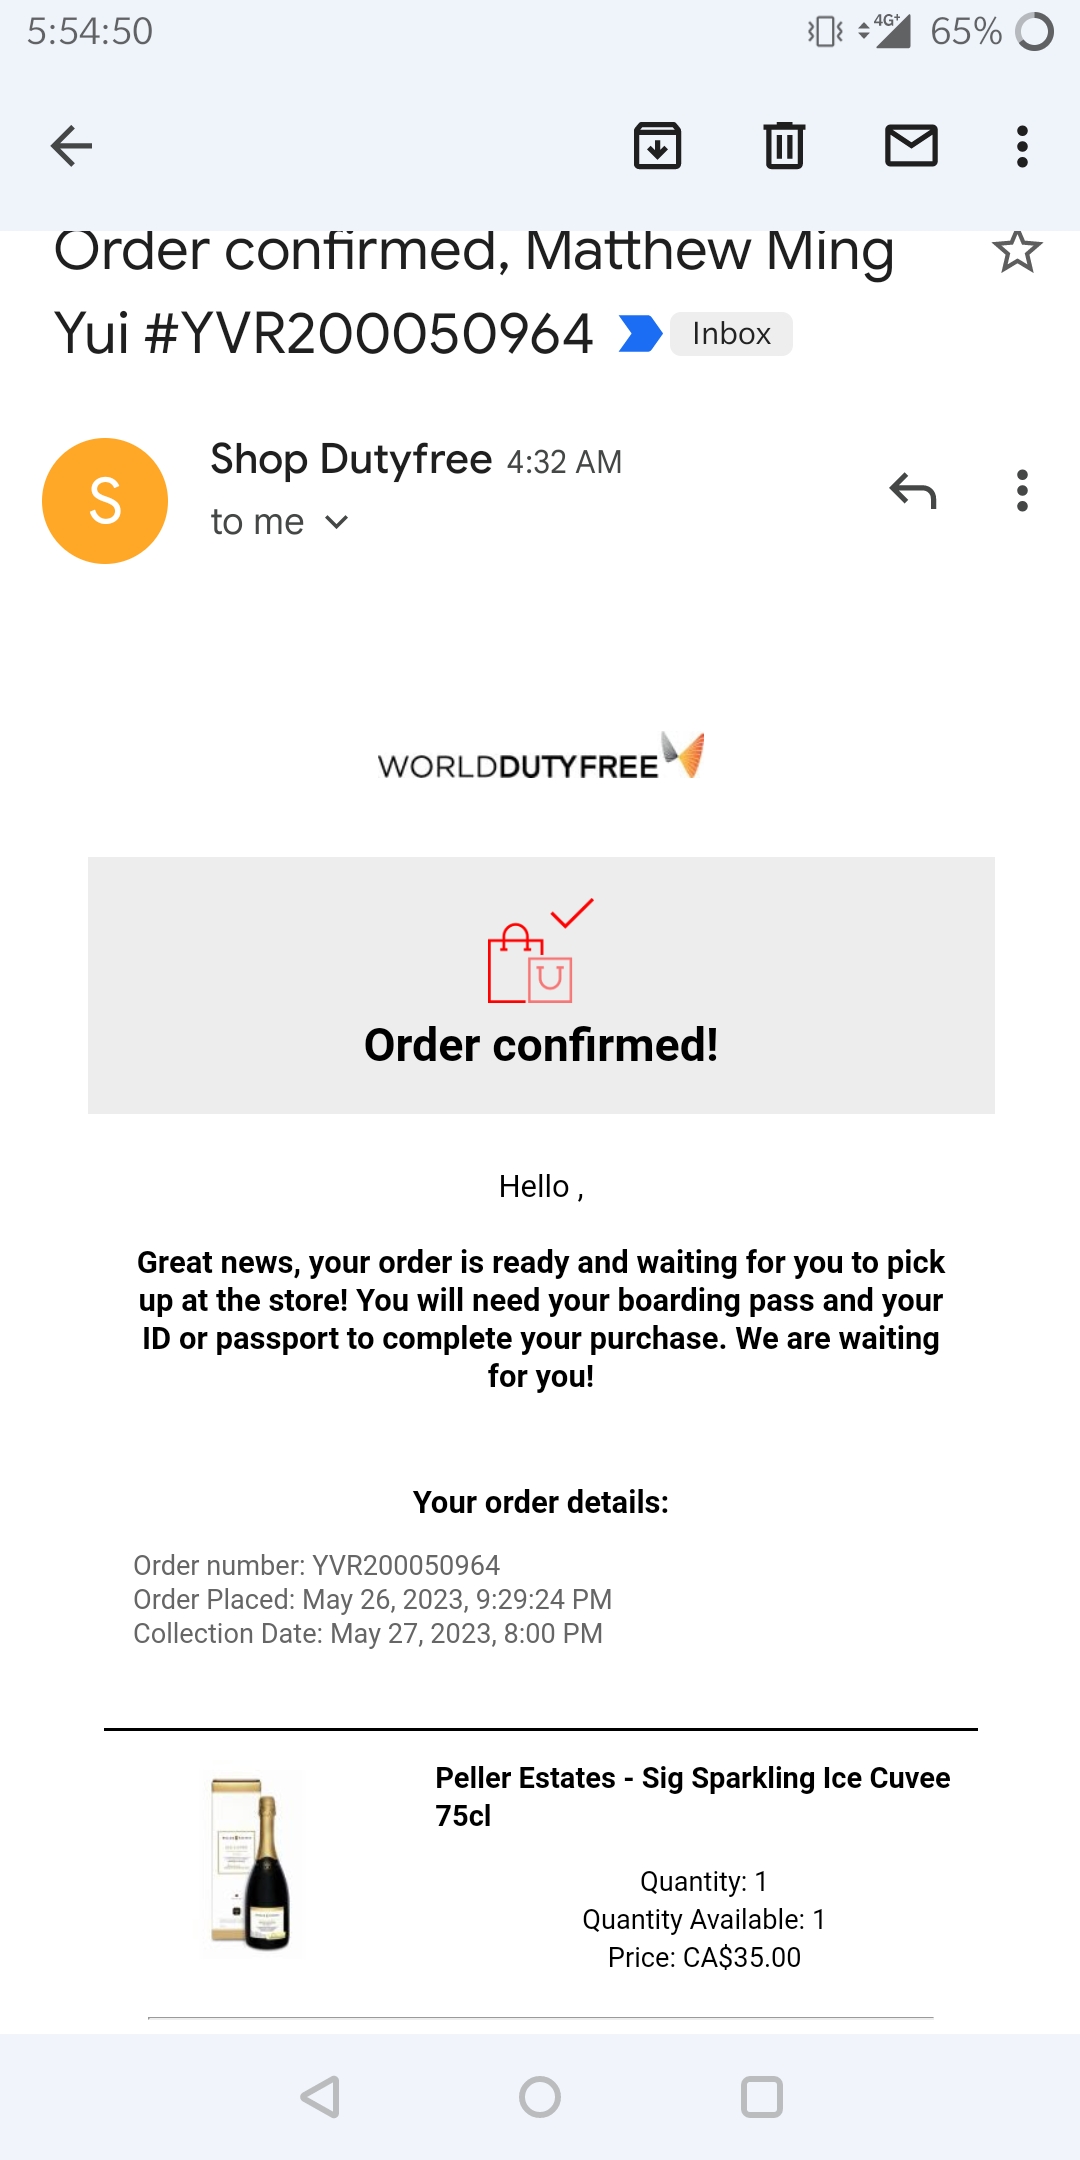 5:54:50
4G+
65%
Order confirmed, Matthew Ming
Yui #YVR200050964
Inbox
S
Shop Dutyfree 4:32 AM
to me
WORLDDUTYFREE
Order confirmed!
Hello ,
Great news, your order is ready and waiting for you to pick
up at the store! You will need your boarding pass and your
ID or passport to complete your purchase. We are waiting
for you!
Your order details:
Order number: YVR200050964
Order Placed: May 26, 2023, 9:29:24 PM
Collection Date: May 27, 2023, 8:00 PM
Peller Estates - Sig Sparkling Ice Cuvee
75cl
Quantity: 1
Quantity Available: 1
Price: CA$35.00